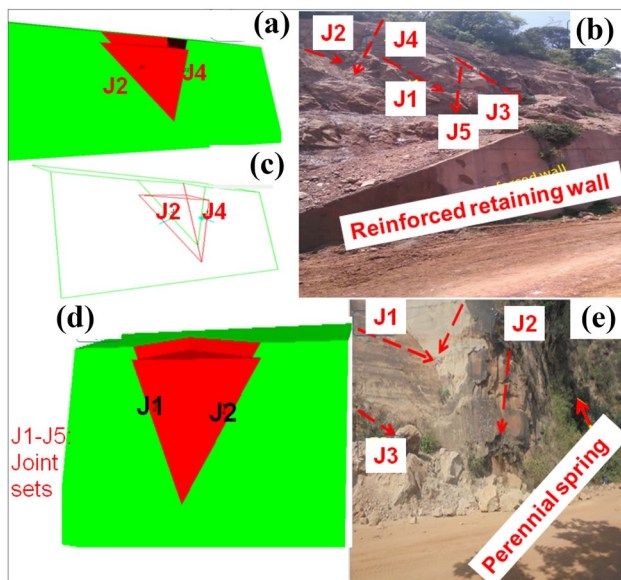 (a)
J2
J4
J2
J4
(b)
J1
J3
J5
Reinforced retaining wall
(c)
J2
J4
(d)
J1
J2
J1-J5:
Joint
sets
J1
J2
(e)
J3
Perennial spring